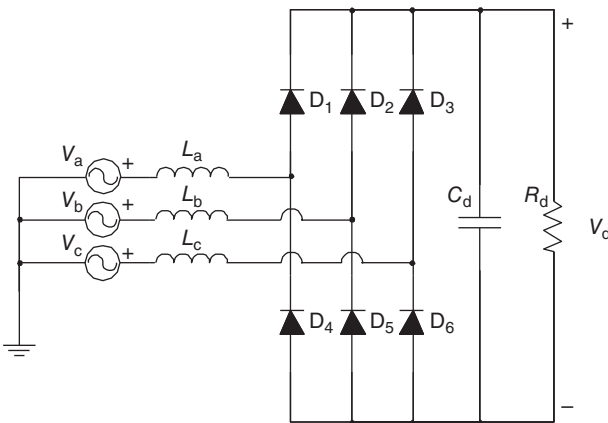 +
D1 D2 D3
Va + La
Vb + Lb
Vc + Lc
Cd Rd Vd
D4 D5 D6
−